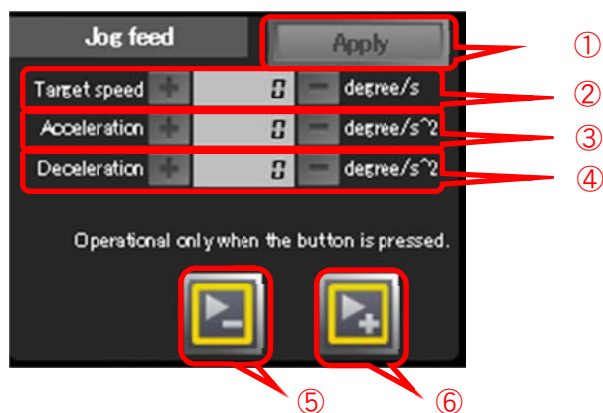 Jog feed Apply ①
Target speed + 0 - degree/s ②
Acceleration + 0 - degree/s^2 ③
Deceleration + 0 - degree/s^2 ④
Operational only when the button is pressed.
⑤ ⑥